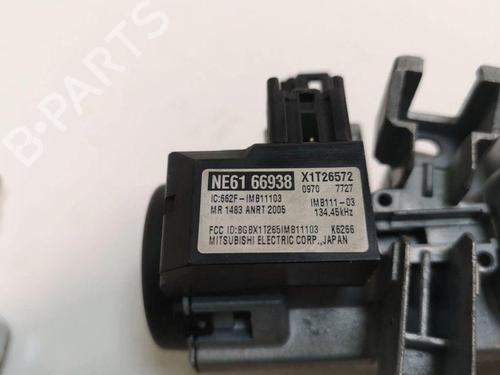 B-PARTS
NE61 66938 X1T26572
0970 7727
IC:662F-IMB11103 IMB111-03
MR 1483 ANRT 2005 134.45kHz
FCC ID:BGBX1T265IMB11103 K6266
MITSUBISHI ELECTRIC CORP.,JAPAN